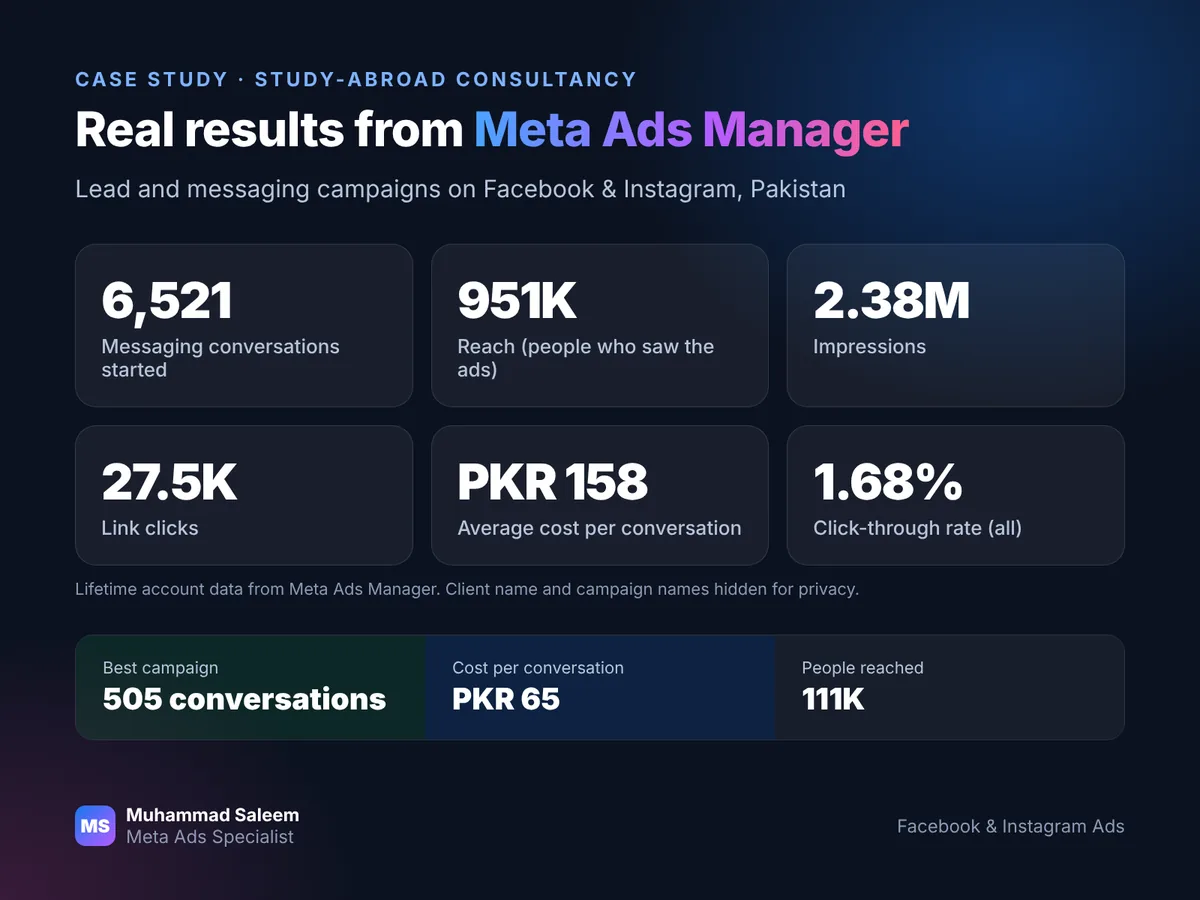 CASE STUDY · STUDY-ABROAD CONSULTANCY
Real results from Meta Ads Manager
Lead and messaging campaigns on Facebook & Instagram, Pakistan
6,521
Messaging conversations
started
951K
Reach (people who saw the
ads)
2.38M
Impressions
27.5K
Link clicks
PKR 158
Average cost per conversation
1.68%
Click-through rate (all)
Lifetime account data from Meta Ads Manager. Client name and campaign names hidden for privacy.
Best campaign
505 conversations
Cost per conversation
PKR 65
People reached
111K
MS
Muhammad Saleem
Meta Ads Specialist
Facebook & Instagram Ads